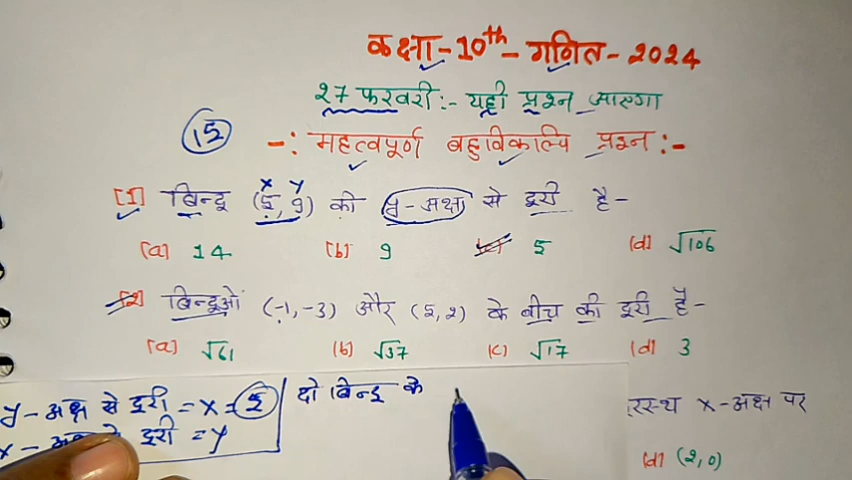 कक्षा-10th-गणित-2024
27 फरवरी:- यही प्रश्न आएगा
15
-: महत्वपूर्ण बहुविकल्पि प्रश्न :-
x y
[1] बिन्दू (5, 9) की y-अक्ष से दूरी है-
(a) 14 (b) 9 (c) 5 (d) √106
[2] बिन्दूओं (-1, -3) और (5, 2) के बीच की दूरी है-
(a) √61 (b) √37 (c) √17 (d) 3
y-अक्ष से दूरी = x = 5
x-अक्ष से दूरी = y
दो बिन्दू के
x-अक्ष पर
(d) (2, 0)